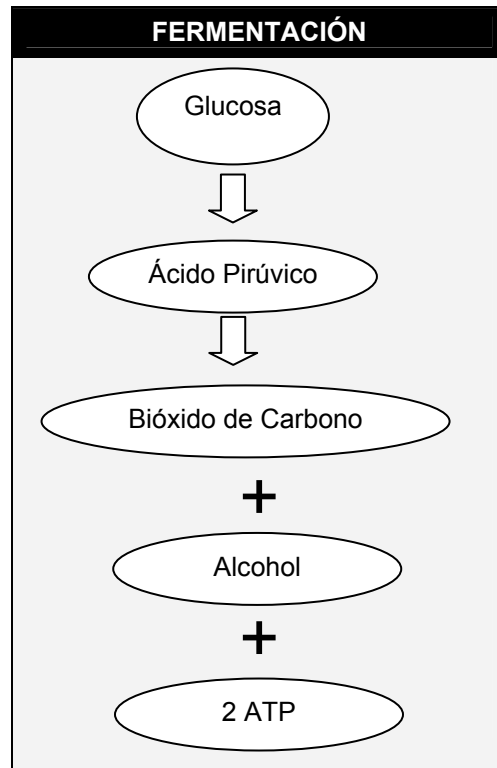 FERMENTACIÓN
Glucosa
Ácido Pirúvico
Bióxido de Carbono
+
Alcohol
+
2 ATP